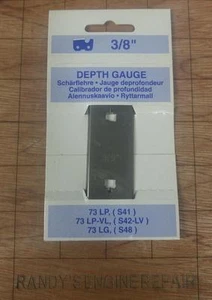 3/8"
DEPTH GAUGE
Schärflehre • Jauge deprofondeur
Calibrador de profundidad
Alennuskaavio • Ryttarmall
73 LP, ( S41 )
73 LP-VL, ( S42-LV )
73 LG, ( S48 )
RANDY'S ENGINE REPAIR